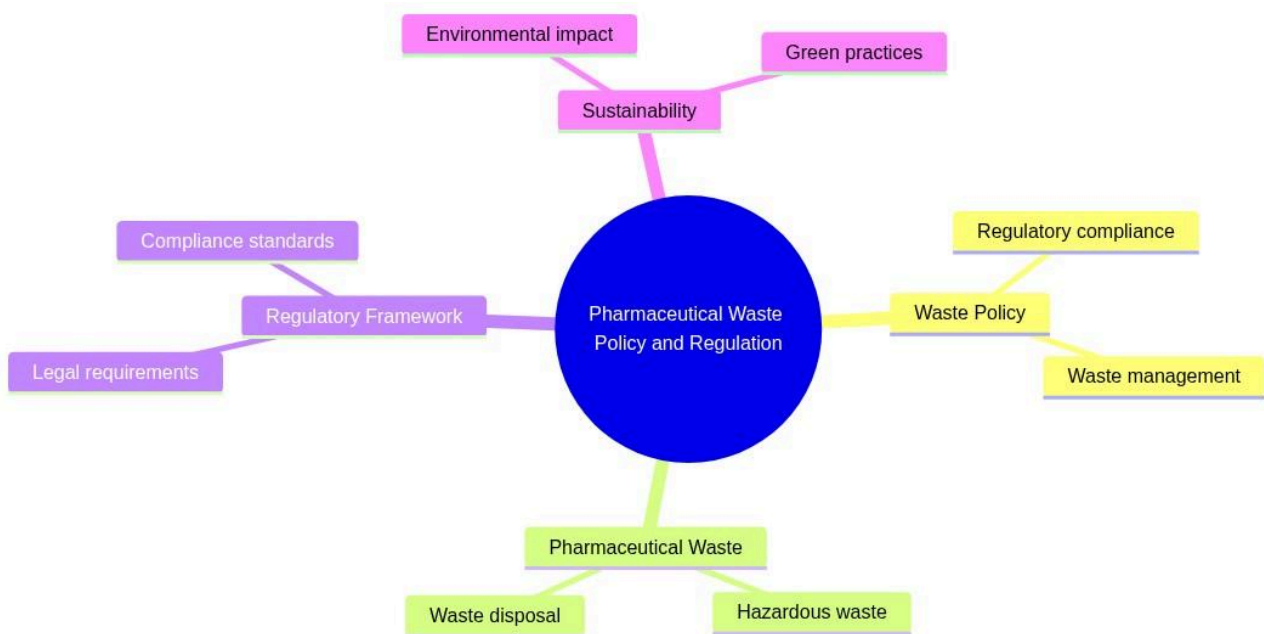 Environmental impact
Green practices
Sustainability
Compliance standards
Regulatory Framework
Legal requirements
Pharmaceutical Waste
Policy and Regulation
Regulatory compliance
Waste Policy
Waste management
Pharmaceutical Waste
Waste disposal
Hazardous waste